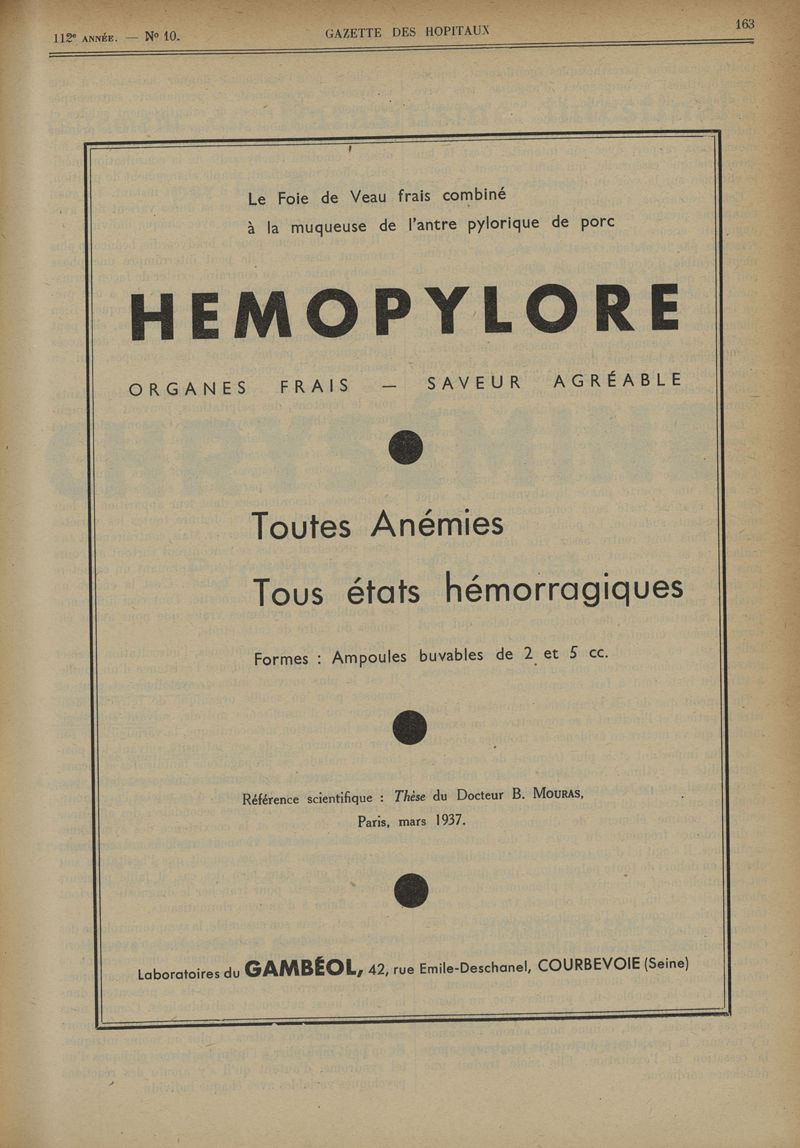 112e ANNÉE. — No 10.
GAZETTE DES HOPITAUX
163
Le Foie de Veau frais combiné
à la muqueuse de l'antre pylorique de porc
HEMOPYLORE
ORGANES FRAIS — SAVEUR AGRÉABLE
Toutes Anémies
Tous états hémorragiques
Formes : Ampoules buvables de 2 et 5 cc.
Référence scientifique : Thèse du Docteur B. MOURAS,
Paris, mars 1937.
Laboratoires du GAMBÉOL, 42, rue Emile-Deschanel, COURBEVOIE (Seine)